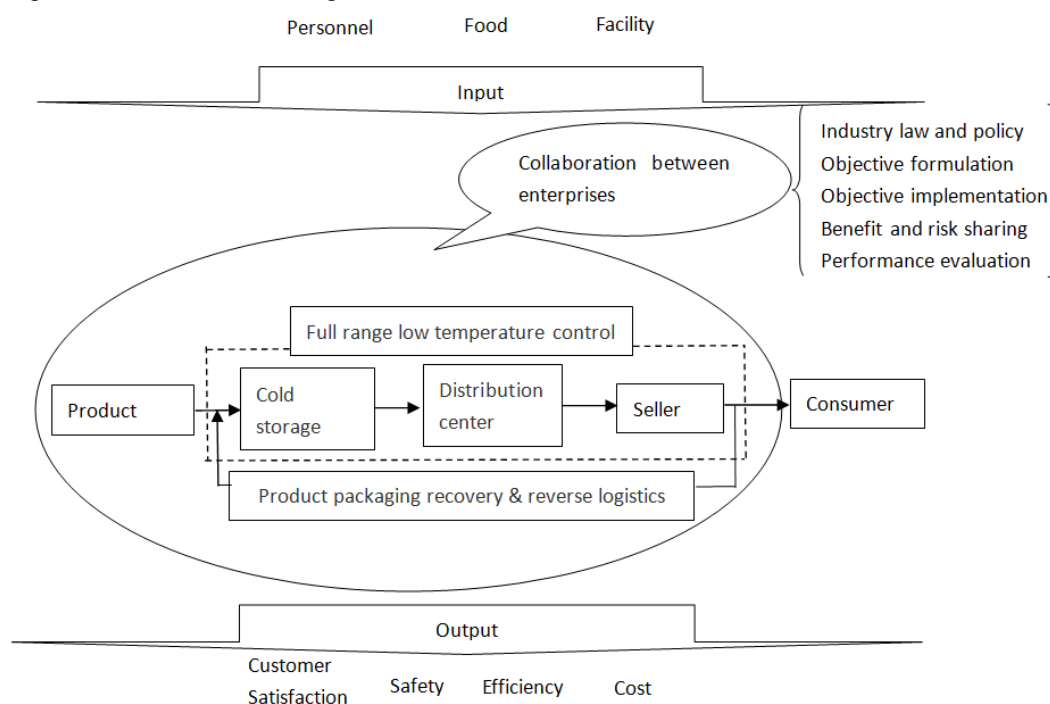 Personnel Food Facility
Input
Industry law and policy
Objective formulation
Objective implementation
Benefit and risk sharing
Performance evaluation
Collaboration between
enterprises
Full range low temperature control
Product
Cold
storage
Distribution
center
Seller
Consumer
Product packaging recovery & reverse logistics
Output
Customer
Satisfaction
Safety
Efficiency
Cost